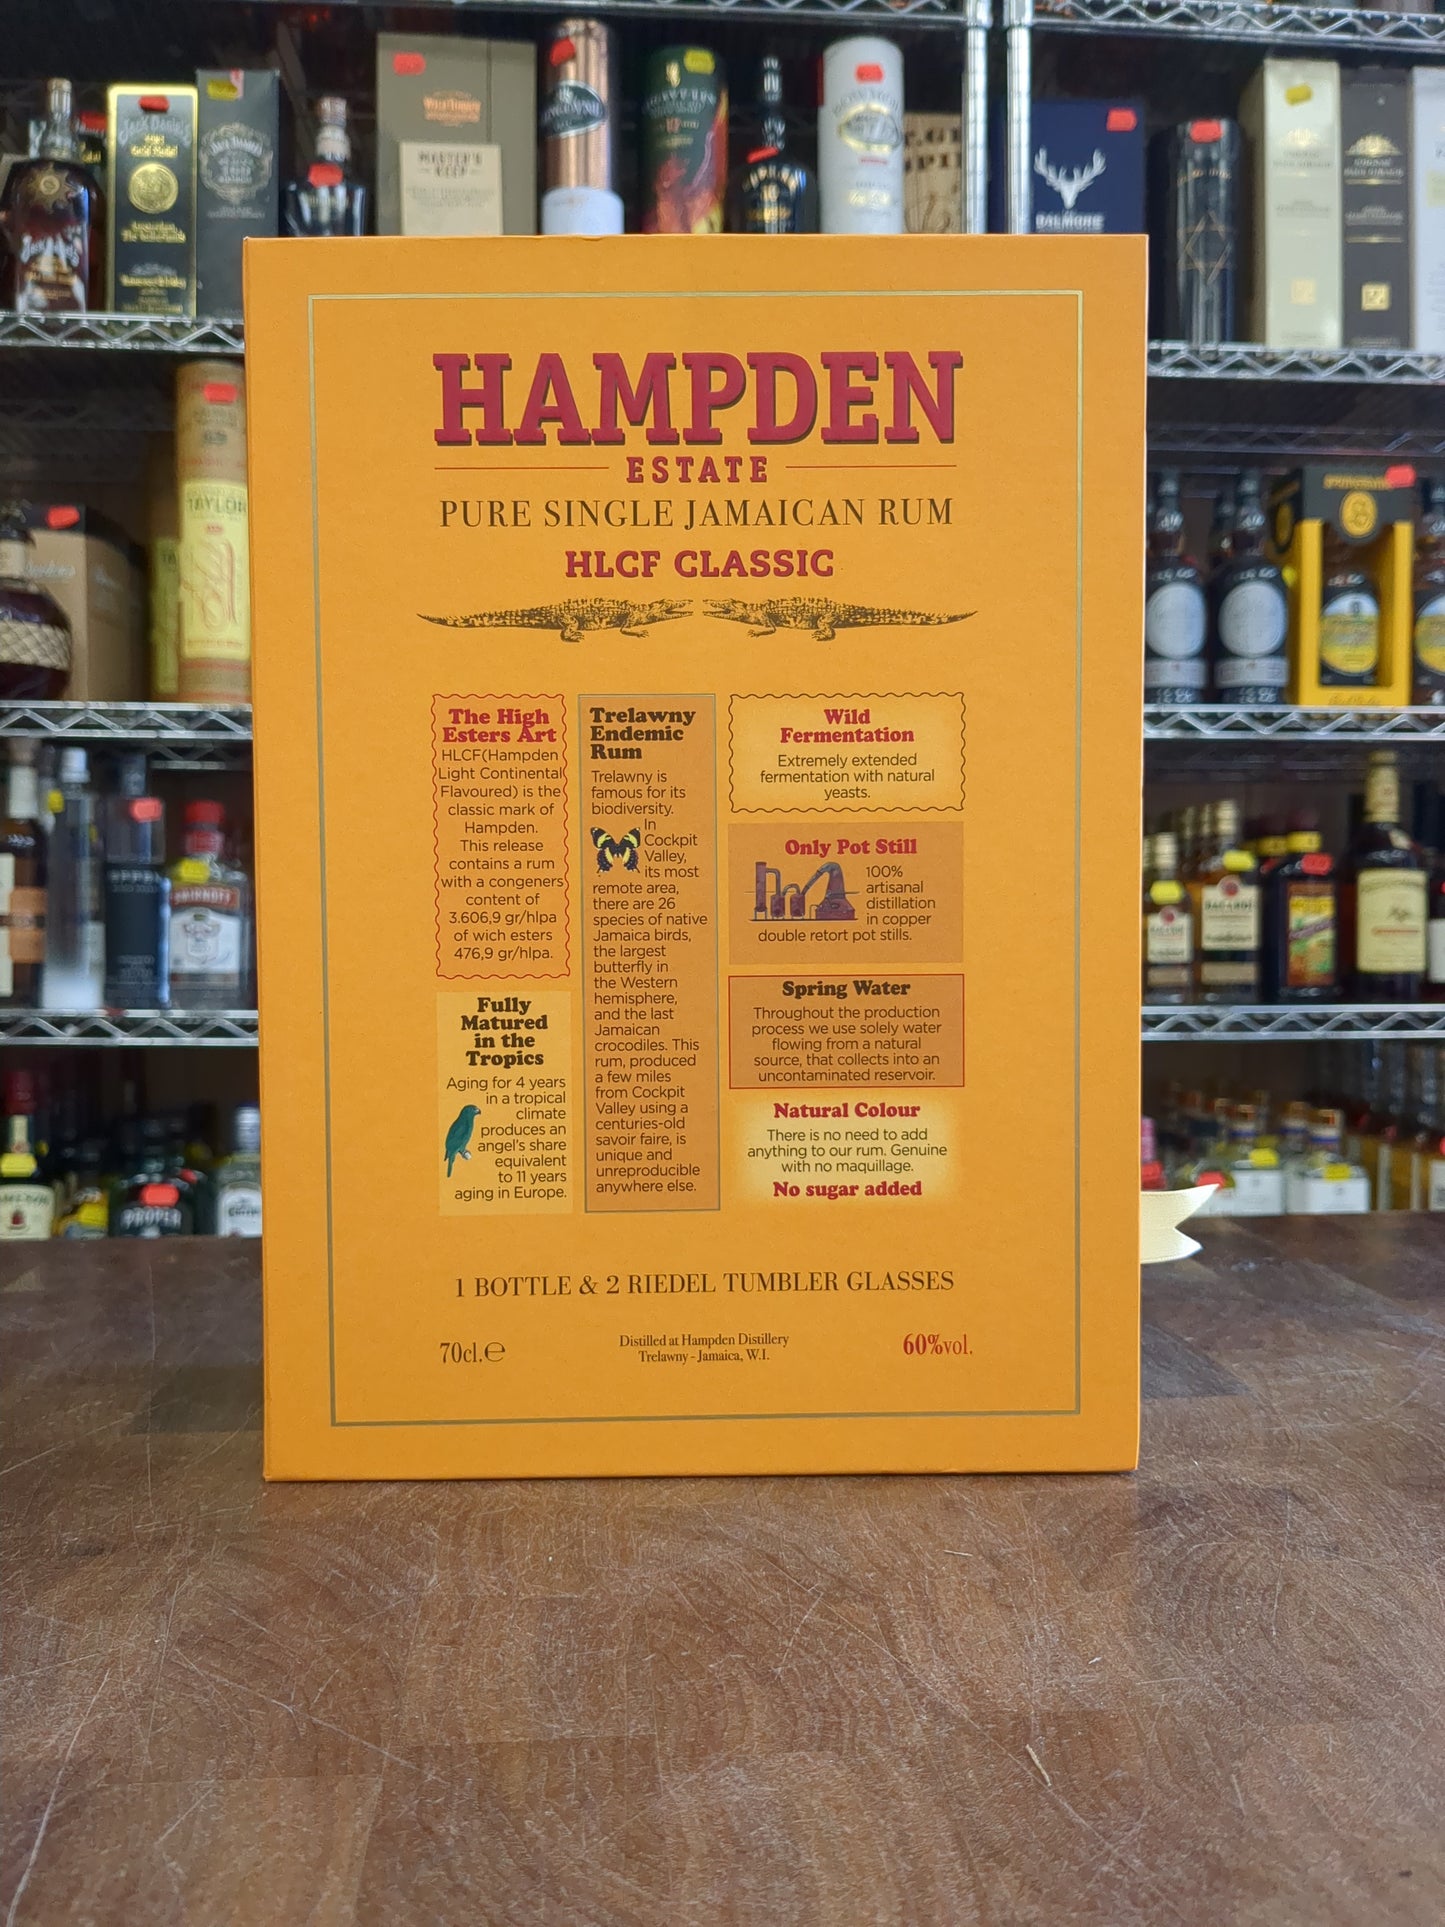 HAMPDEN
ESTATE
PURE SINGLE JAMAICAN RUM
HLCF CLASSIC
The High
Esters Art
HLCF(Hampden
Light Continental
Flavoured) is the
classic mark of
Hampden.
This release
contains a rum
with a congeners
content of
3.606,9 gr/hlpa
of wich esters
476,9 gr/hlpa.
Fully
Matured
in the
Tropics
Aging for 4 years
in a tropical
climate
produces an
angel's share
equivalent
to 11 years
aging in Europe.
Trelawny
Endemic
Rum
Trelawny is
famous for its
biodiversity.
In
Cockpit
Valley,
its most
remote area,
there are 26
species of native
Jamaica birds,
the largest
butterfly in
the Western
hemisphere,
and the last
Jamaican
crocodiles. This
rum, produced
a few miles
from Cockpit
Valley using a
centuries-old
savoir faire, is
unique and
unreproducible
anywhere else.
Wild
Fermentation
Extremely extended
fermentation with natural
yeasts.
Only Pot Still
100%
artisanal
distillation
in copper
double retort pot stills.
Spring Water
Throughout the production
process we use solely water
flowing from a natural
source, that collects into an
uncontaminated reservoir.
Natural Colour
There is no need to add
anything to our rum. Genuine
with no maquillage.
No sugar added
1 BOTTLE & 2 RIEDEL TUMBLER GLASSES
70cl.℮
Distilled at Hampden Distillery
Trelawny - Jamaica, W.I.
60%vol.
MASTER'S
KEEP
DALMORE
TAYLOR
SMIRNOFF
BACARDI
PROPER